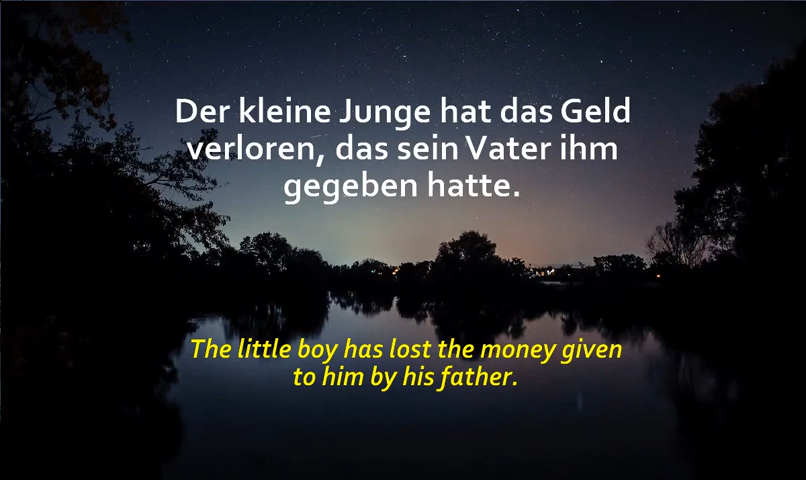 Der kleine Junge hat das Geld
verloren, das sein Vater ihm
gegeben hatte.
The little boy has lost the money given
to him by his father.